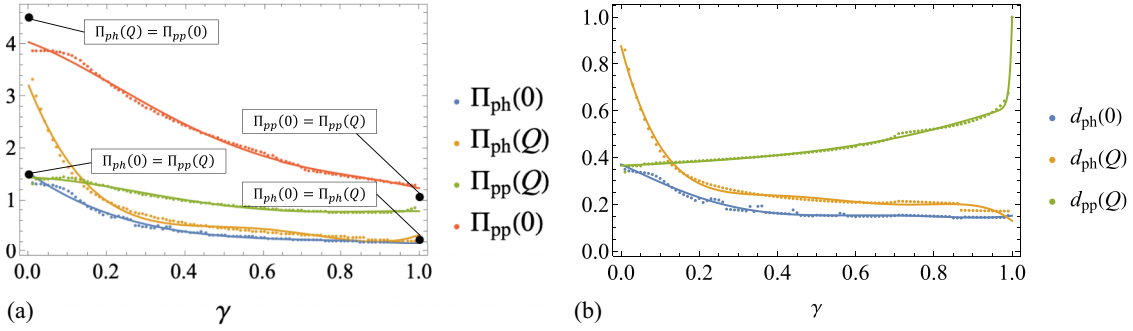 Π_ph(Q) = Π_pp(0)
Π_pp(0) = Π_pp(Q)
Π_ph(0) = Π_pp(Q)
Π_ph(0) = Π_ph(Q)
4
3
2
1
0
0.0 0.2 0.4 0.6 0.8 1.0
γ
(a)
Π_ph(0)
Π_ph(Q)
Π_pp(Q)
Π_pp(0)
1.0
0.8
0.6
0.4
0.2
0.0
0.0 0.2 0.4 0.6 0.8 1.0
γ
(b)
d_ph(0)
d_ph(Q)
d_pp(Q)